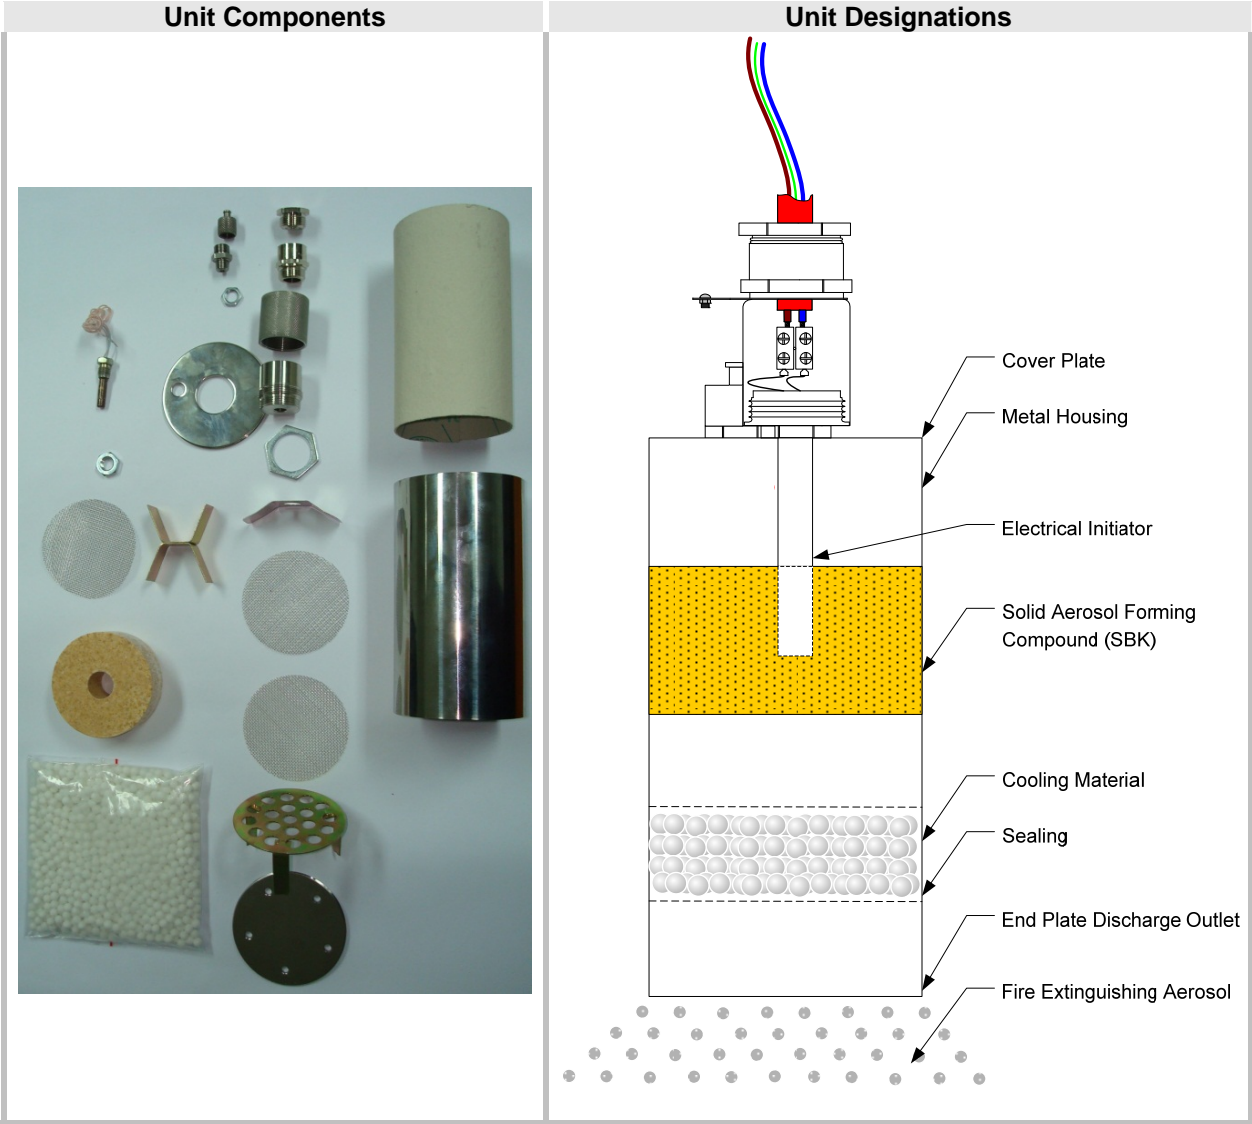 Unit Components
Unit Designations
Cover Plate
Metal Housing
Electrical Initiator
Solid Aerosol Forming
Compound (SBK)
Cooling Material
Sealing
End Plate Discharge Outlet
Fire Extinguishing Aerosol